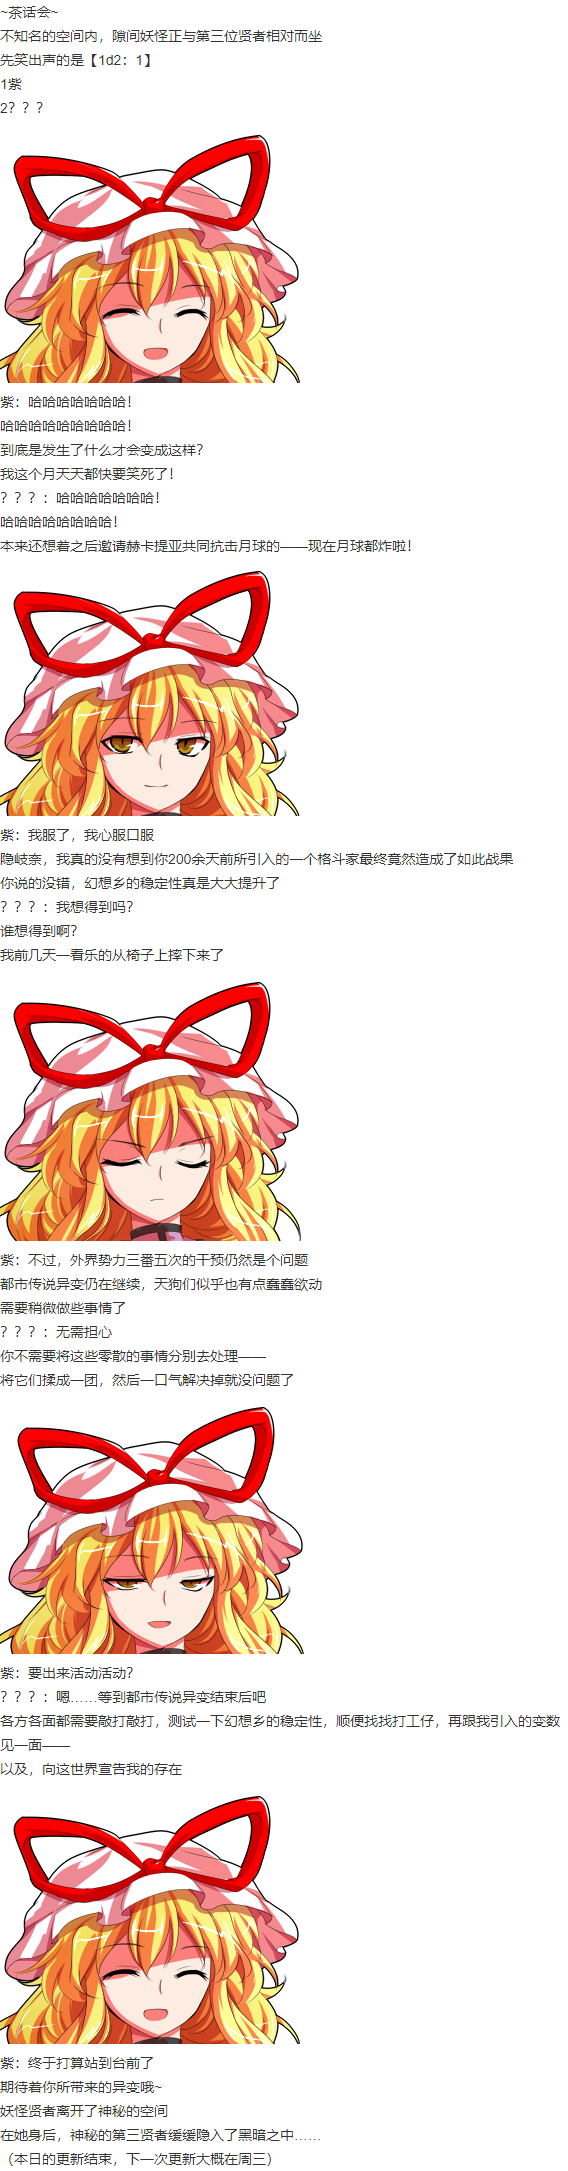 ~茶话会~
不知名的空间内，隙间妖怪正与第三位贤者相对而坐
先笑出声的是【1d2：1】
1紫
2？？？
紫：哈哈哈哈哈哈哈！
哈哈哈哈哈哈哈哈哈！
到底是发生了什么才会变成这样？
我这个月天天都快要笑死了！
？？？：哈哈哈哈哈哈哈！
哈哈哈哈哈哈哈哈！
本来还想着之后邀请赫卡提亚共同抗击月球的——现在月球都炸啦！
紫：我服了，我心服口服
隐岐奈，我真的没有想到你200余天前所引入的一个格斗家最终竟然造成了如此战果
你说的没错，幻想乡的稳定性真是大大提升了
？？？：我想得到吗？
谁想得到啊？
我前几天一看乐的从椅子上摔下来了
紫：不过，外界势力三番五次的干预仍然是个问题
都市传说异变仍在继续，天狗们似乎也有点蠢蠢欲动
需要稍微做些事情了
？？？：无需担心
你不需要将这些零散的事情分别去处理——
将它们揉成一团，然后一口气解决掉就没问题了
紫：要出来活动活动？
？？？：嗯……等到都市传说异变结束后吧
各方各面都需要敲打敲打，测试一下幻想乡的稳定性，顺便找找打工仔，再跟我引入的变数
见一面——
以及，向这世界宣告我的存在
紫：终于打算站到台前了
期待着你所带来的异变哦~
妖怪贤者离开了神秘的空间
在她身后，神秘的第三贤者缓缓隐入了黑暗之中……
（本日的更新结束，下一次更新大概在周三）